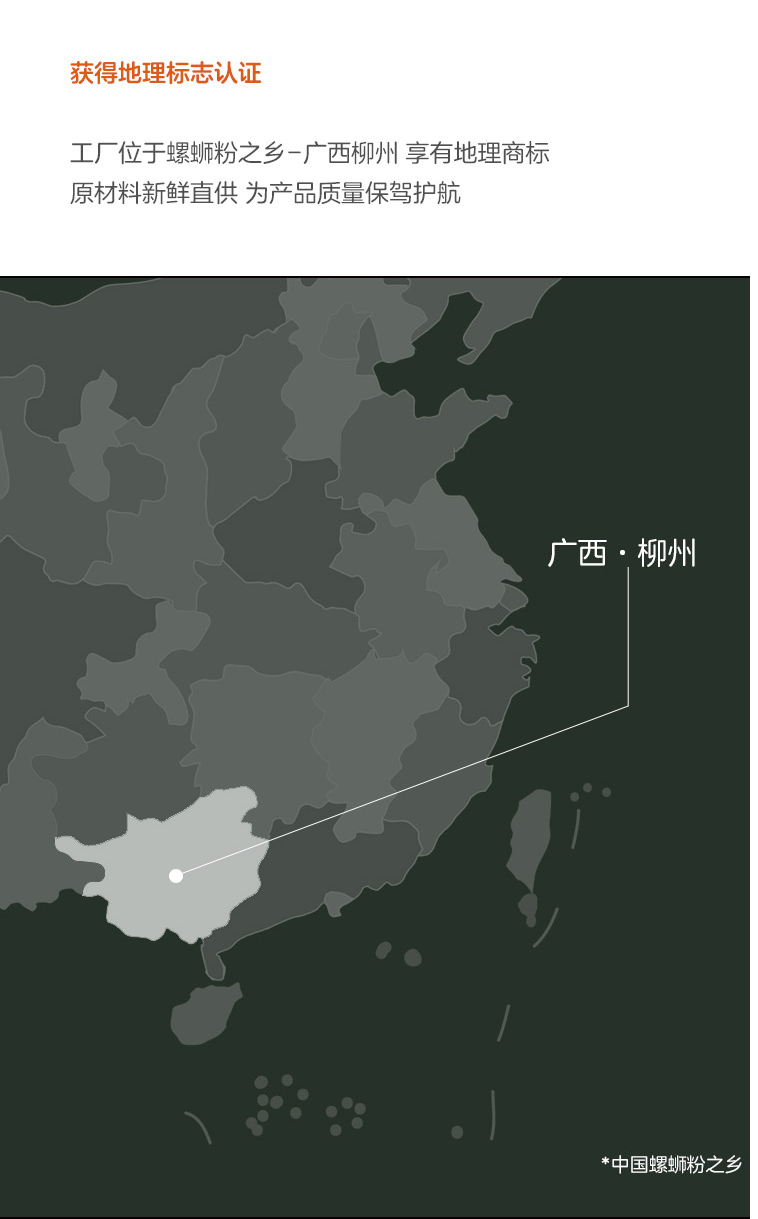 获得地理标志认证
工厂位于螺蛳粉之乡-广西柳州 享有地理商标
原材料新鲜直供 为产品质量保驾护航
广西·柳州
*中国螺蛳粉之乡